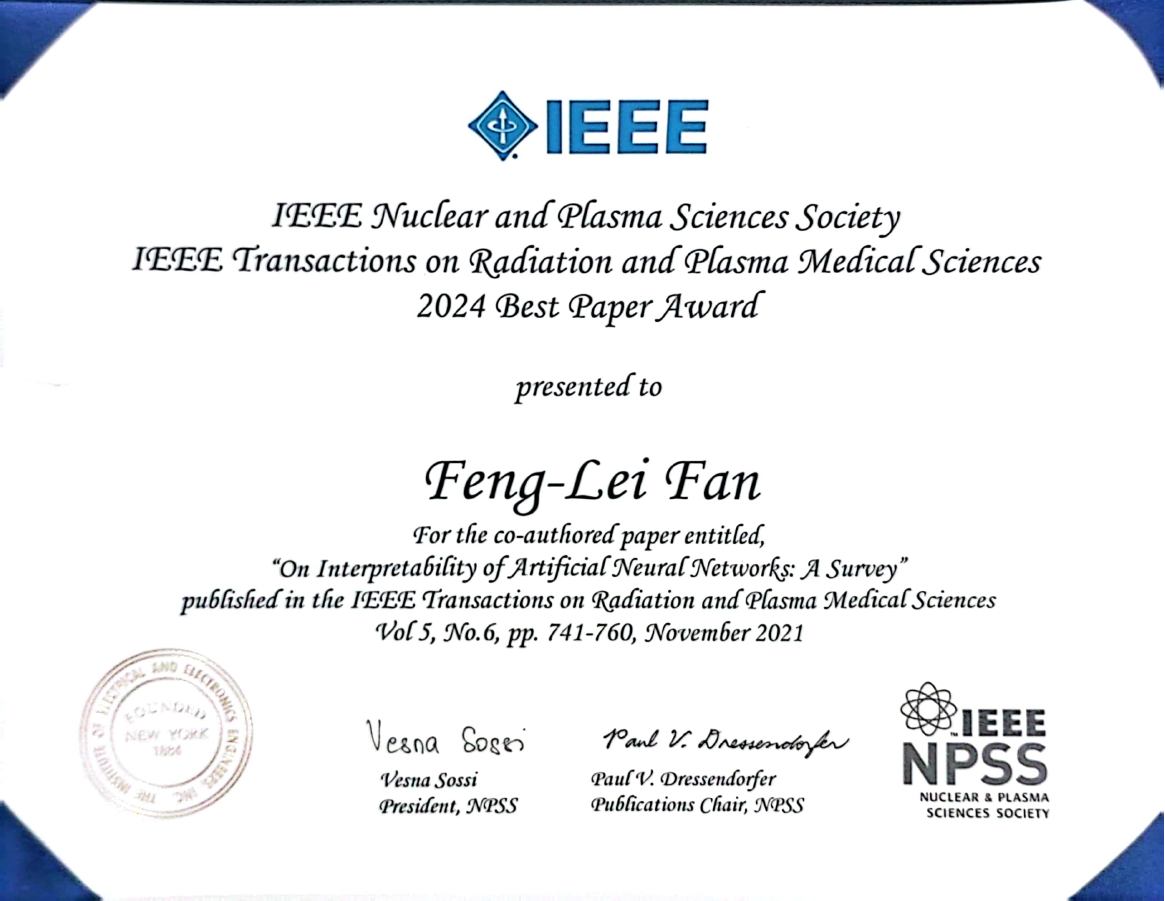 IEEE
IEEE Nuclear and Plasma Sciences Society
IEEE Transactions on Radiation and Plasma Medical Sciences
2024 Best Paper Award
presented to
Feng-Lei Fan
For the co-authored paper entitled,
“On Interpretability of Artificial Neural Networks: A Survey”
published in the IEEE Transactions on Radiation and Plasma Medical Sciences
Vol 5, No.6, pp. 741-760, November 2021
THE INSTITUTE OF ELECTRICAL AND ELECTRONICS ENGINEERS INC.
FOUNDED
NEW YORK
1884
Vesna Sossi
Vesna Sossi
President, NPSS
Paul V. Dressendorfer
Paul V. Dressendorfer
Publications Chair, NPSS
IEEE
NPSS
NUCLEAR & PLASMA
SCIENCES SOCIETY